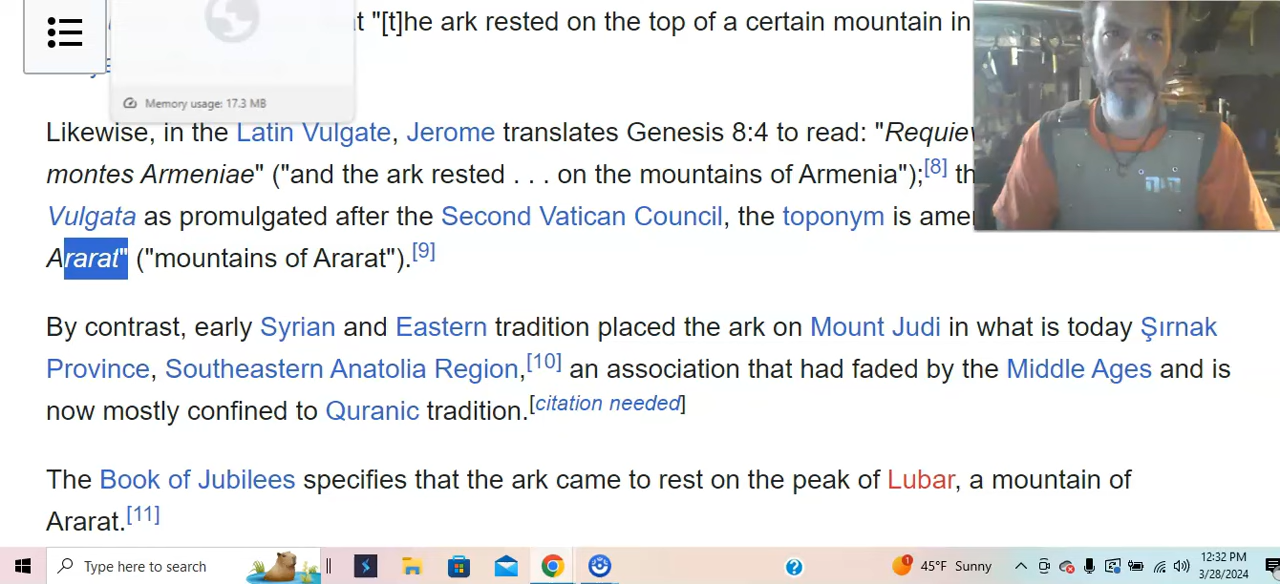 t "[t]he ark rested on the top of a certain mountain in
Memory usage: 17.3 MB
Likewise, in the Latin Vulgate, Jerome translates Genesis 8:4 to read: "Requiev
montes Armeniae" ("and the ark rested . . . on the mountains of Armenia");[8] th
Vulgata as promulgated after the Second Vatican Council, the toponym is amen
Ararat" ("mountains of Ararat").[9]
By contrast, early Syrian and Eastern tradition placed the ark on Mount Judi in what is today Şırnak
Province, Southeastern Anatolia Region,[10] an association that had faded by the Middle Ages and is
now mostly confined to Quranic tradition.[citation needed]
The Book of Jubilees specifies that the ark came to rest on the peak of Lubar, a mountain of
Ararat.[11]
Type here to search
45°F Sunny
12:32 PM
3/28/2024